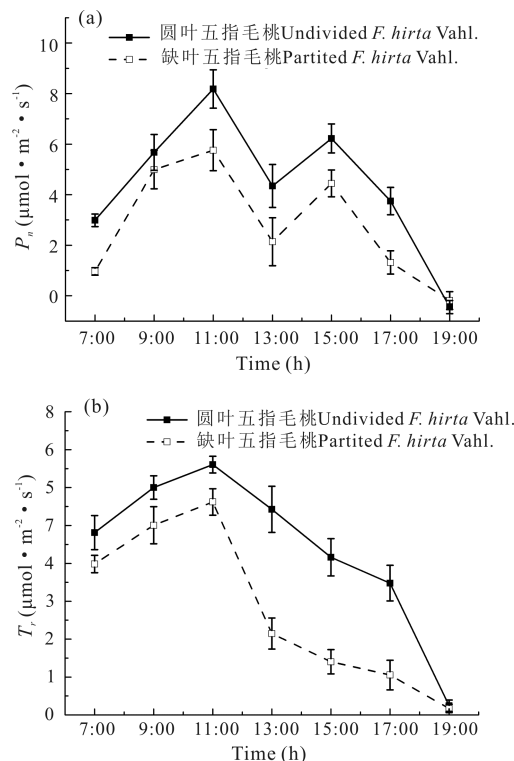 (a)
圆叶五指毛桃Undivided F. hirta Vahl.
缺叶五指毛桃Partited F. hirta Vahl.
10
8
6
4
2
0
Pn (μmol • m-2 • s-1)
7:00 9:00 11:00 13:00 15:00 17:00 19:00
Time (h)
(b)
圆叶五指毛桃Undivided F. hirta Vahl.
缺叶五指毛桃Partited F. hirta Vahl.
8
6
5
7
4
3
2
1
0
Tr (μmol • m-2 • s-1)
7:00 9:00 11:00 13:00 15:00 17:00 19:00
Time (h)